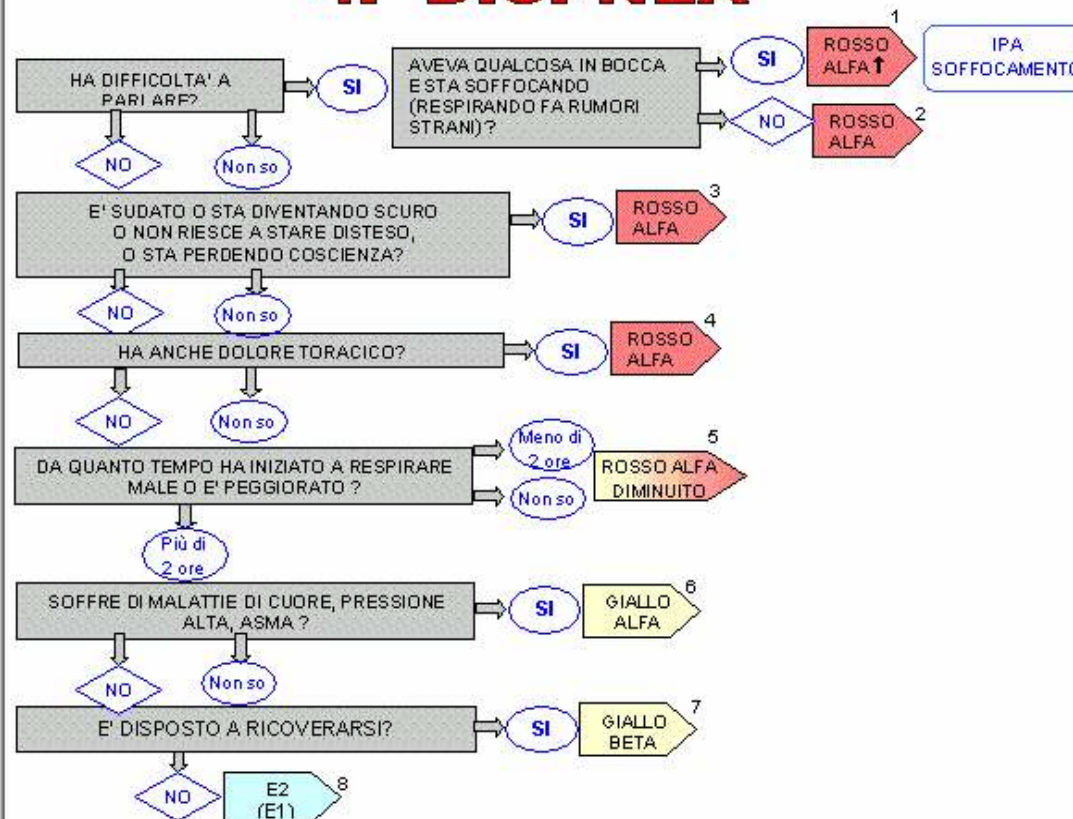 HA DIFFICOLTA' A
PARLARE?
SI
AVEVA QUALCOSA IN BOCCA
E STA SOFFOCANDO
(RESPIRANDO FA RUMORI
STRANI)?
SI
1
ROSSO
ALFA↑
IPA
SOFFOCAMENTO
NO
2
ROSSO
ALFA
NO
Non so
E' SUDATO O STA DIVENTANDO SCURO
O NON RIESCE A STARE DISTESO,
O STA PERDENDO COSCIENZA?
SI
3
ROSSO
ALFA
NO
Non so
HA ANCHE DOLORE TORACICO?
SI
4
ROSSO
ALFA
NO
Non so
DA QUANTO TEMPO HA INIZIATO A RESPIRARE
MALE O E' PEGGIORATO ?
Meno di
2 ore
Non so
5
ROSSO ALFA
DIMINUITO
Più di
2 ore
SOFFRE DI MALATTIE DI CUORE, PRESSIONE
ALTA, ASMA ?
SI
6
GIALLO
ALFA
NO
Non so
E' DISPOSTO A RICOVERARSI?
SI
7
GIALLO
BETA
NO
E2
(E1)
8